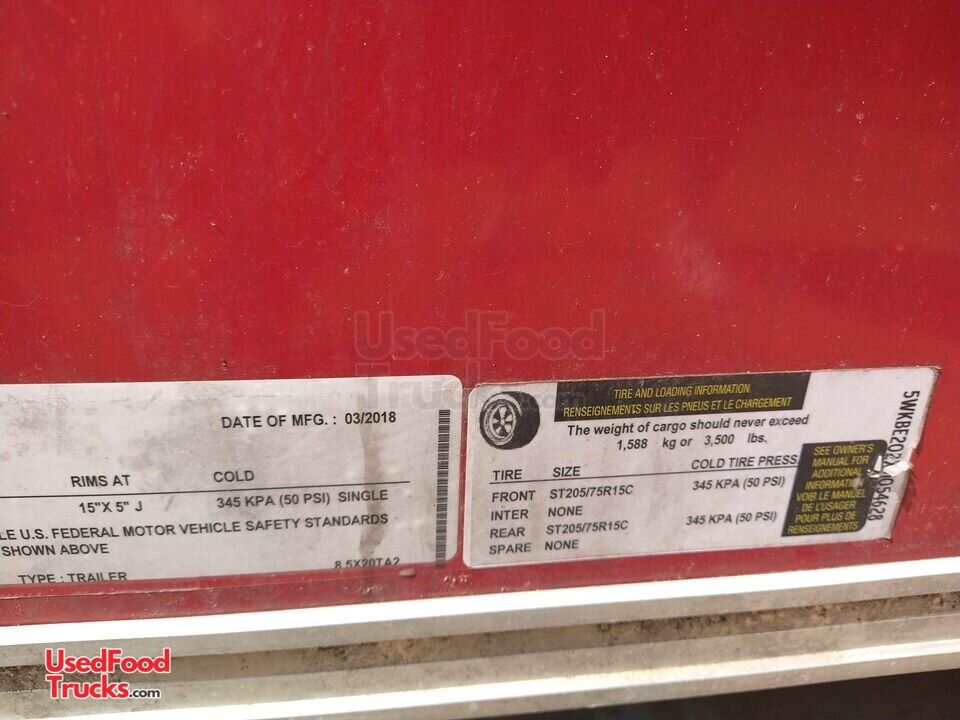 UsedFood
Trucks.com
DATE OF MFG. : 03/2018
RIMS AT COLD
15"X 5" J / 345 KPA (50 PSI) SINGLE
LE U.S. FEDERAL MOTOR VEHICLE SAFETY STANDARDS
SHOWN ABOVE
8.5X20TA2
TYPE : TRAILER
TIRE AND LOADING INFORMATION
RENSEIGNEMENTS SUR LES PNEUS ET LE CHARGEMENT
The weight of cargo should never exceed
1,588 kg or 3,500 lbs.
TIRE SIZE COLD TIRE PRESS
FRONT ST205/75R15C 345 KPA (50 PSI)
INTER NONE
REAR ST205/75R15C 345 KPA (50 PSI)
SPARE NONE
SEE OWNER'S
MANUAL FOR
ADDITIONAL
INFORMATION
VOIR LE MANUEL
DE L'USAGER
POUR PLUS DE
RENSEIGNEMENTS
UsedFood
Trucks.com